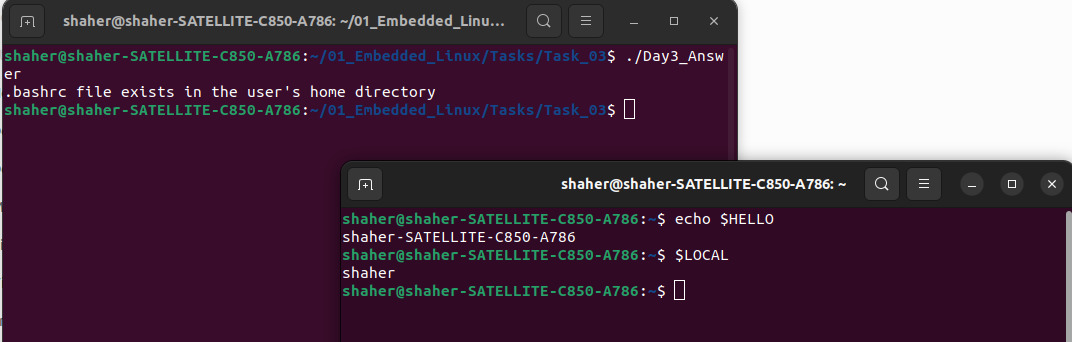 shaher@shaher-SATELLITE-C850-A786: ~/01_Embedded_Linu...
shaher@shaher-SATELLITE-C850-A786:~/01_Embedded_Linux/Tasks/Task_03$ ./Day3_Answ
er
.bashrc file exists in the user's home directory
shaher@shaher-SATELLITE-C850-A786:~/01_Embedded_Linux/Tasks/Task_03$
shaher@shaher-SATELLITE-C850-A786: ~
shaher@shaher-SATELLITE-C850-A786:~$ echo $HELLO
shaher-SATELLITE-C850-A786
shaher@shaher-SATELLITE-C850-A786:~$ $LOCAL
shaher
shaher@shaher-SATELLITE-C850-A786:~$